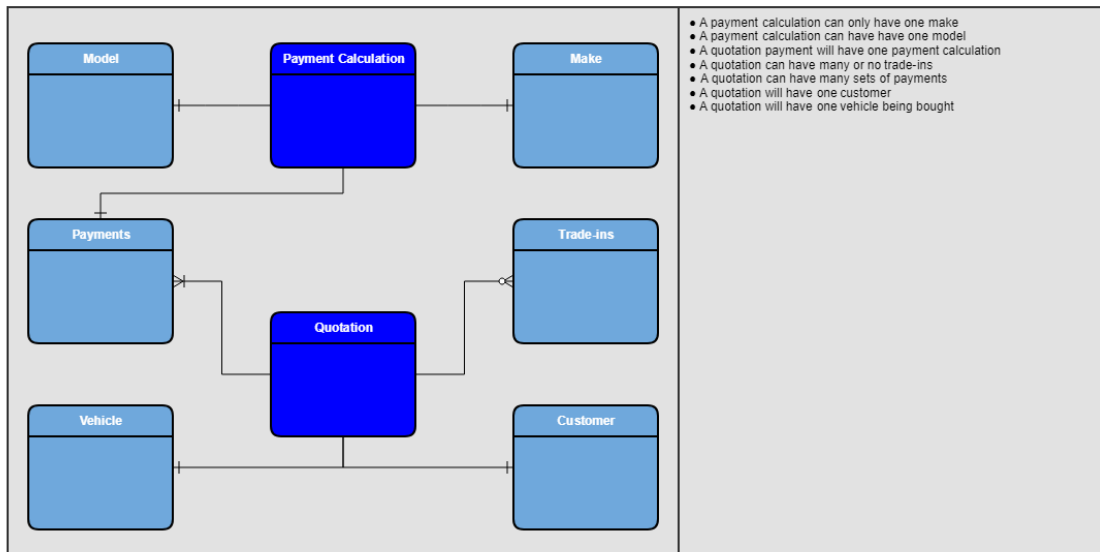 Model
Payment Calculation
Make
Payments
Trade-ins
Quotation
Vehicle
Customer
● A payment calculation can only have one make
● A payment calculation can have have one model
● A quotation payment will have one payment calculation
● A quotation can have many or no trade-ins
● A quotation can have many sets of payments
● A quotation will have one customer
● A quotation will have one vehicle being bought